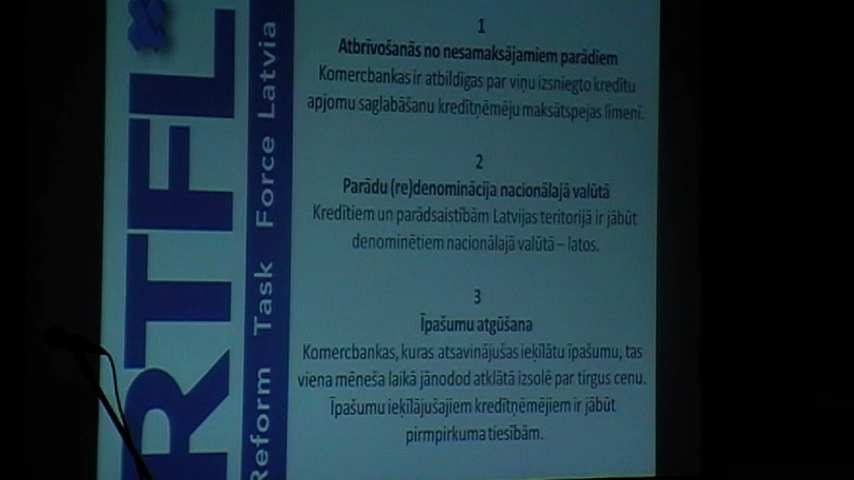 RTFL
Reform Task Force Latvia
1
Atbrīvošanās no nesamaksājamiem parādiem
Komercbankas ir atbildīgas par viņu izsniegto kredītu
apjomu saglabāšanu kredītņēmēju maksātspejas līmenī.
2
Parādu (re)denominācija nacionālajā valūtā
Kredītiem un parādsaistībām Latvijas teritorijā ir jābūt
denominētiem nacionālajā valūtā – latos.
3
Īpašumu atgūšana
Komercbankas, kuras atsavinājušas ieķīlātu īpašumu, tas
viena mēneša laikā jānodod atklātā izsolē par tirgus cenu.
Īpašumu ieķīlājušajiem kredītņēmējiem ir jābūt
pirmpirkuma tiesībām.